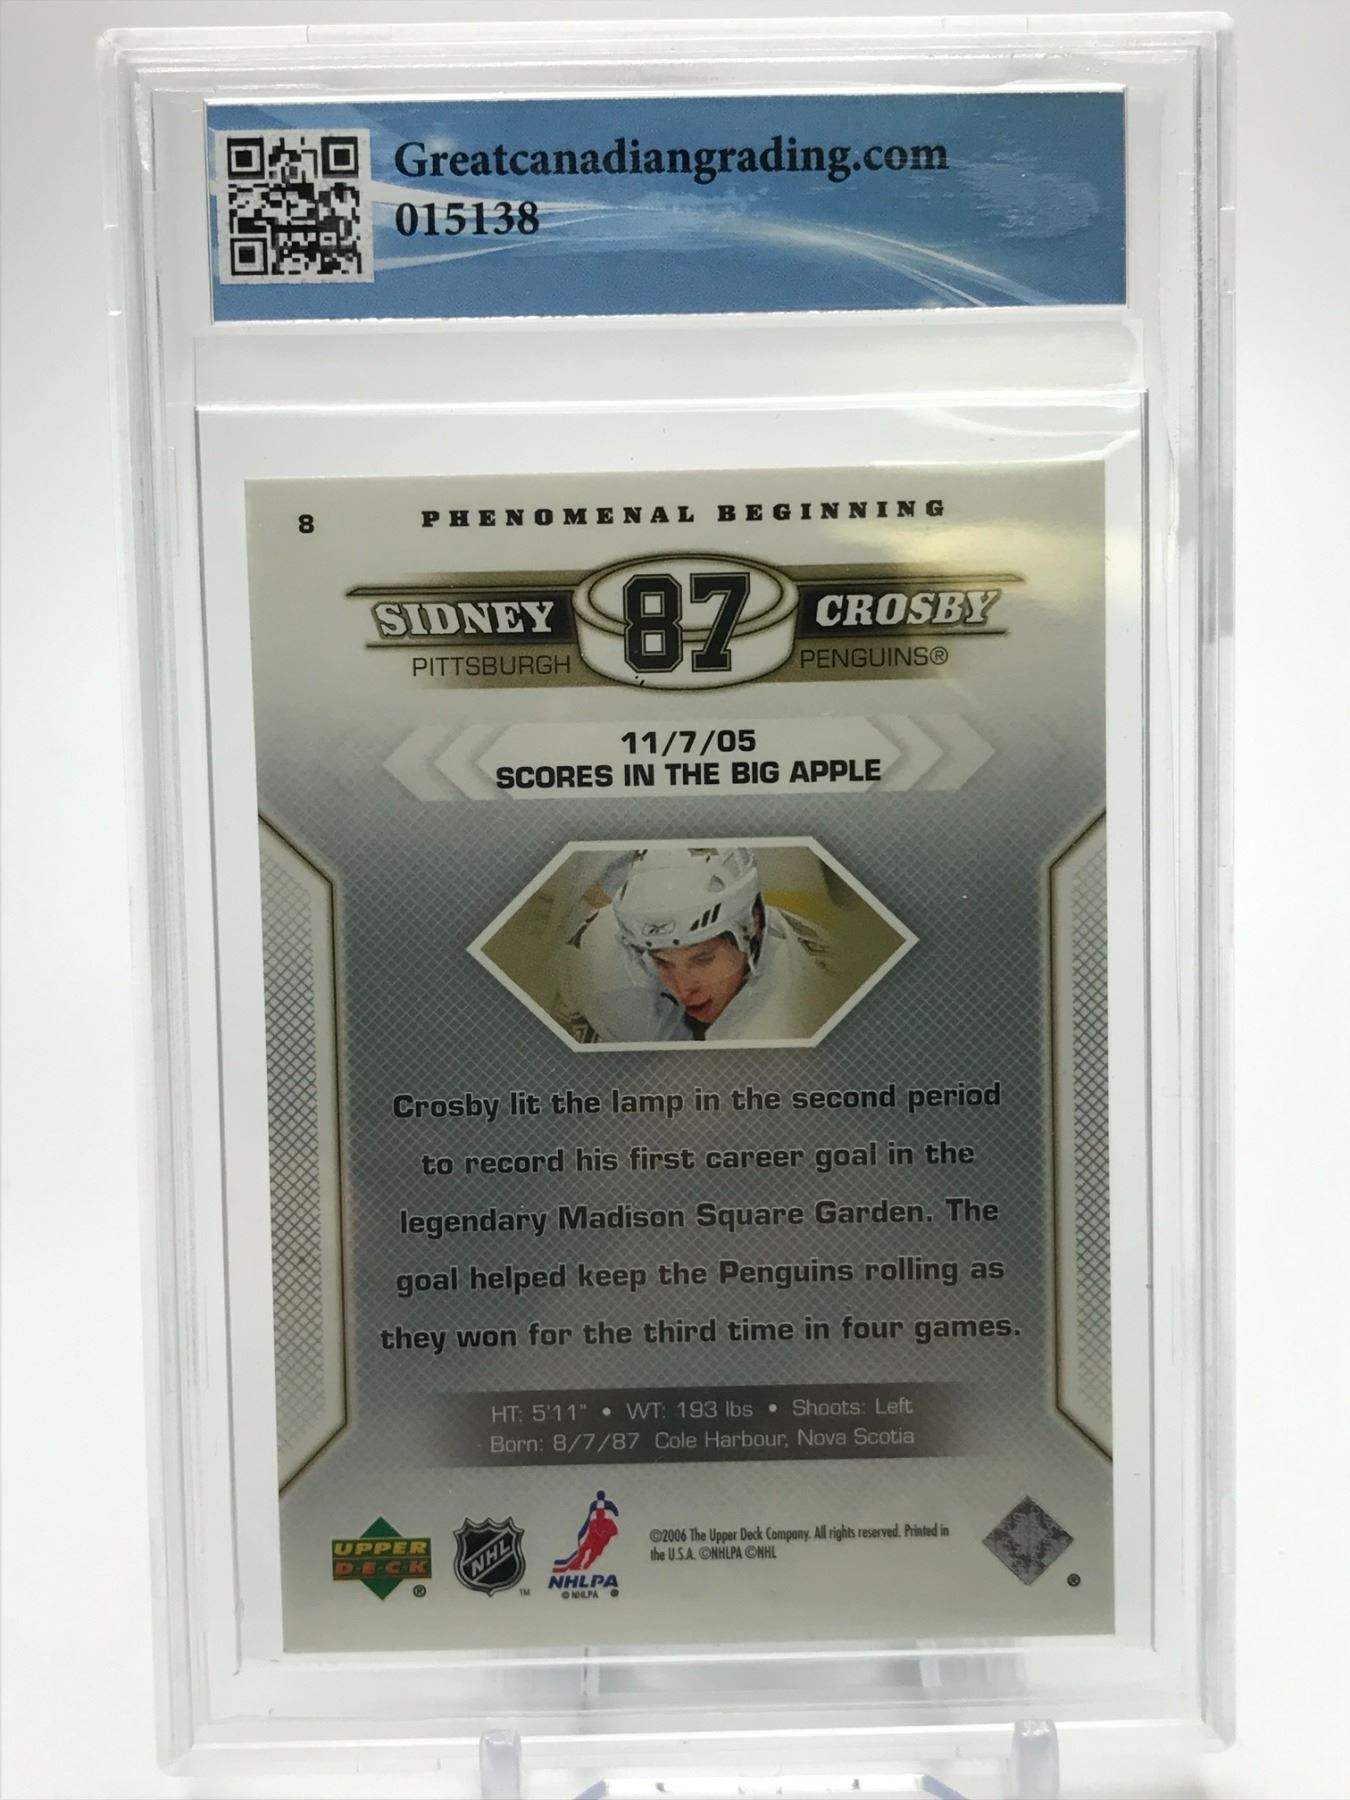 Greatcanadiangrading.com
015138
8
PHENOMENAL BEGINNING
SIDNEY 87 CROSBY
PITTSBURGH PENGUINS®
11/7/05
SCORES IN THE BIG APPLE
Crosby lit the lamp in the second period
to record his first career goal in the
legendary Madison Square Garden. The
goal helped keep the Penguins rolling as
they won for the third time in four games.
HT: 5'11" • WT: 193 lbs • Shoots: Left
Born: 8/7/87 Cole Harbour, Nova Scotia
UPPER
D·E·C·K
®
NHL
TM
NHLPA
© NHLPA ®
©2006 The Upper Deck Company. All rights reserved. Printed in
the U.S.A. ©NHLPA ©NHL
®